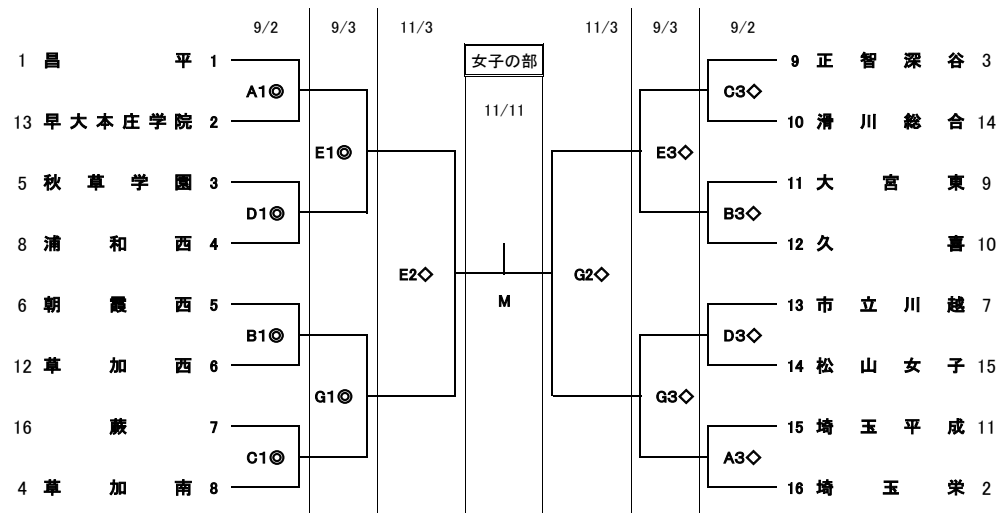 9/2 9/3 11/3 11/3 9/3 9/2
女子の部
11/11
1 昌平 1
A1◎
13 早大本庄学院 2
E1◎
5 秋草学園 3
D1◎
8 浦和西 4
E2◇
6 朝霞西 5
B1◎
12 草加西 6
G1◎
16 蕨 7
C1◎
4 草加南 8
M
9 正智深谷 3
C3◇
10 滑川総合 14
E3◇
11 大宮東 9
B3◇
12 久喜 10
G2◇
13 市立川越 7
D3◇
14 松山女子 15
G3◇
15 埼玉平成 11
A3◇
16 埼玉栄 2